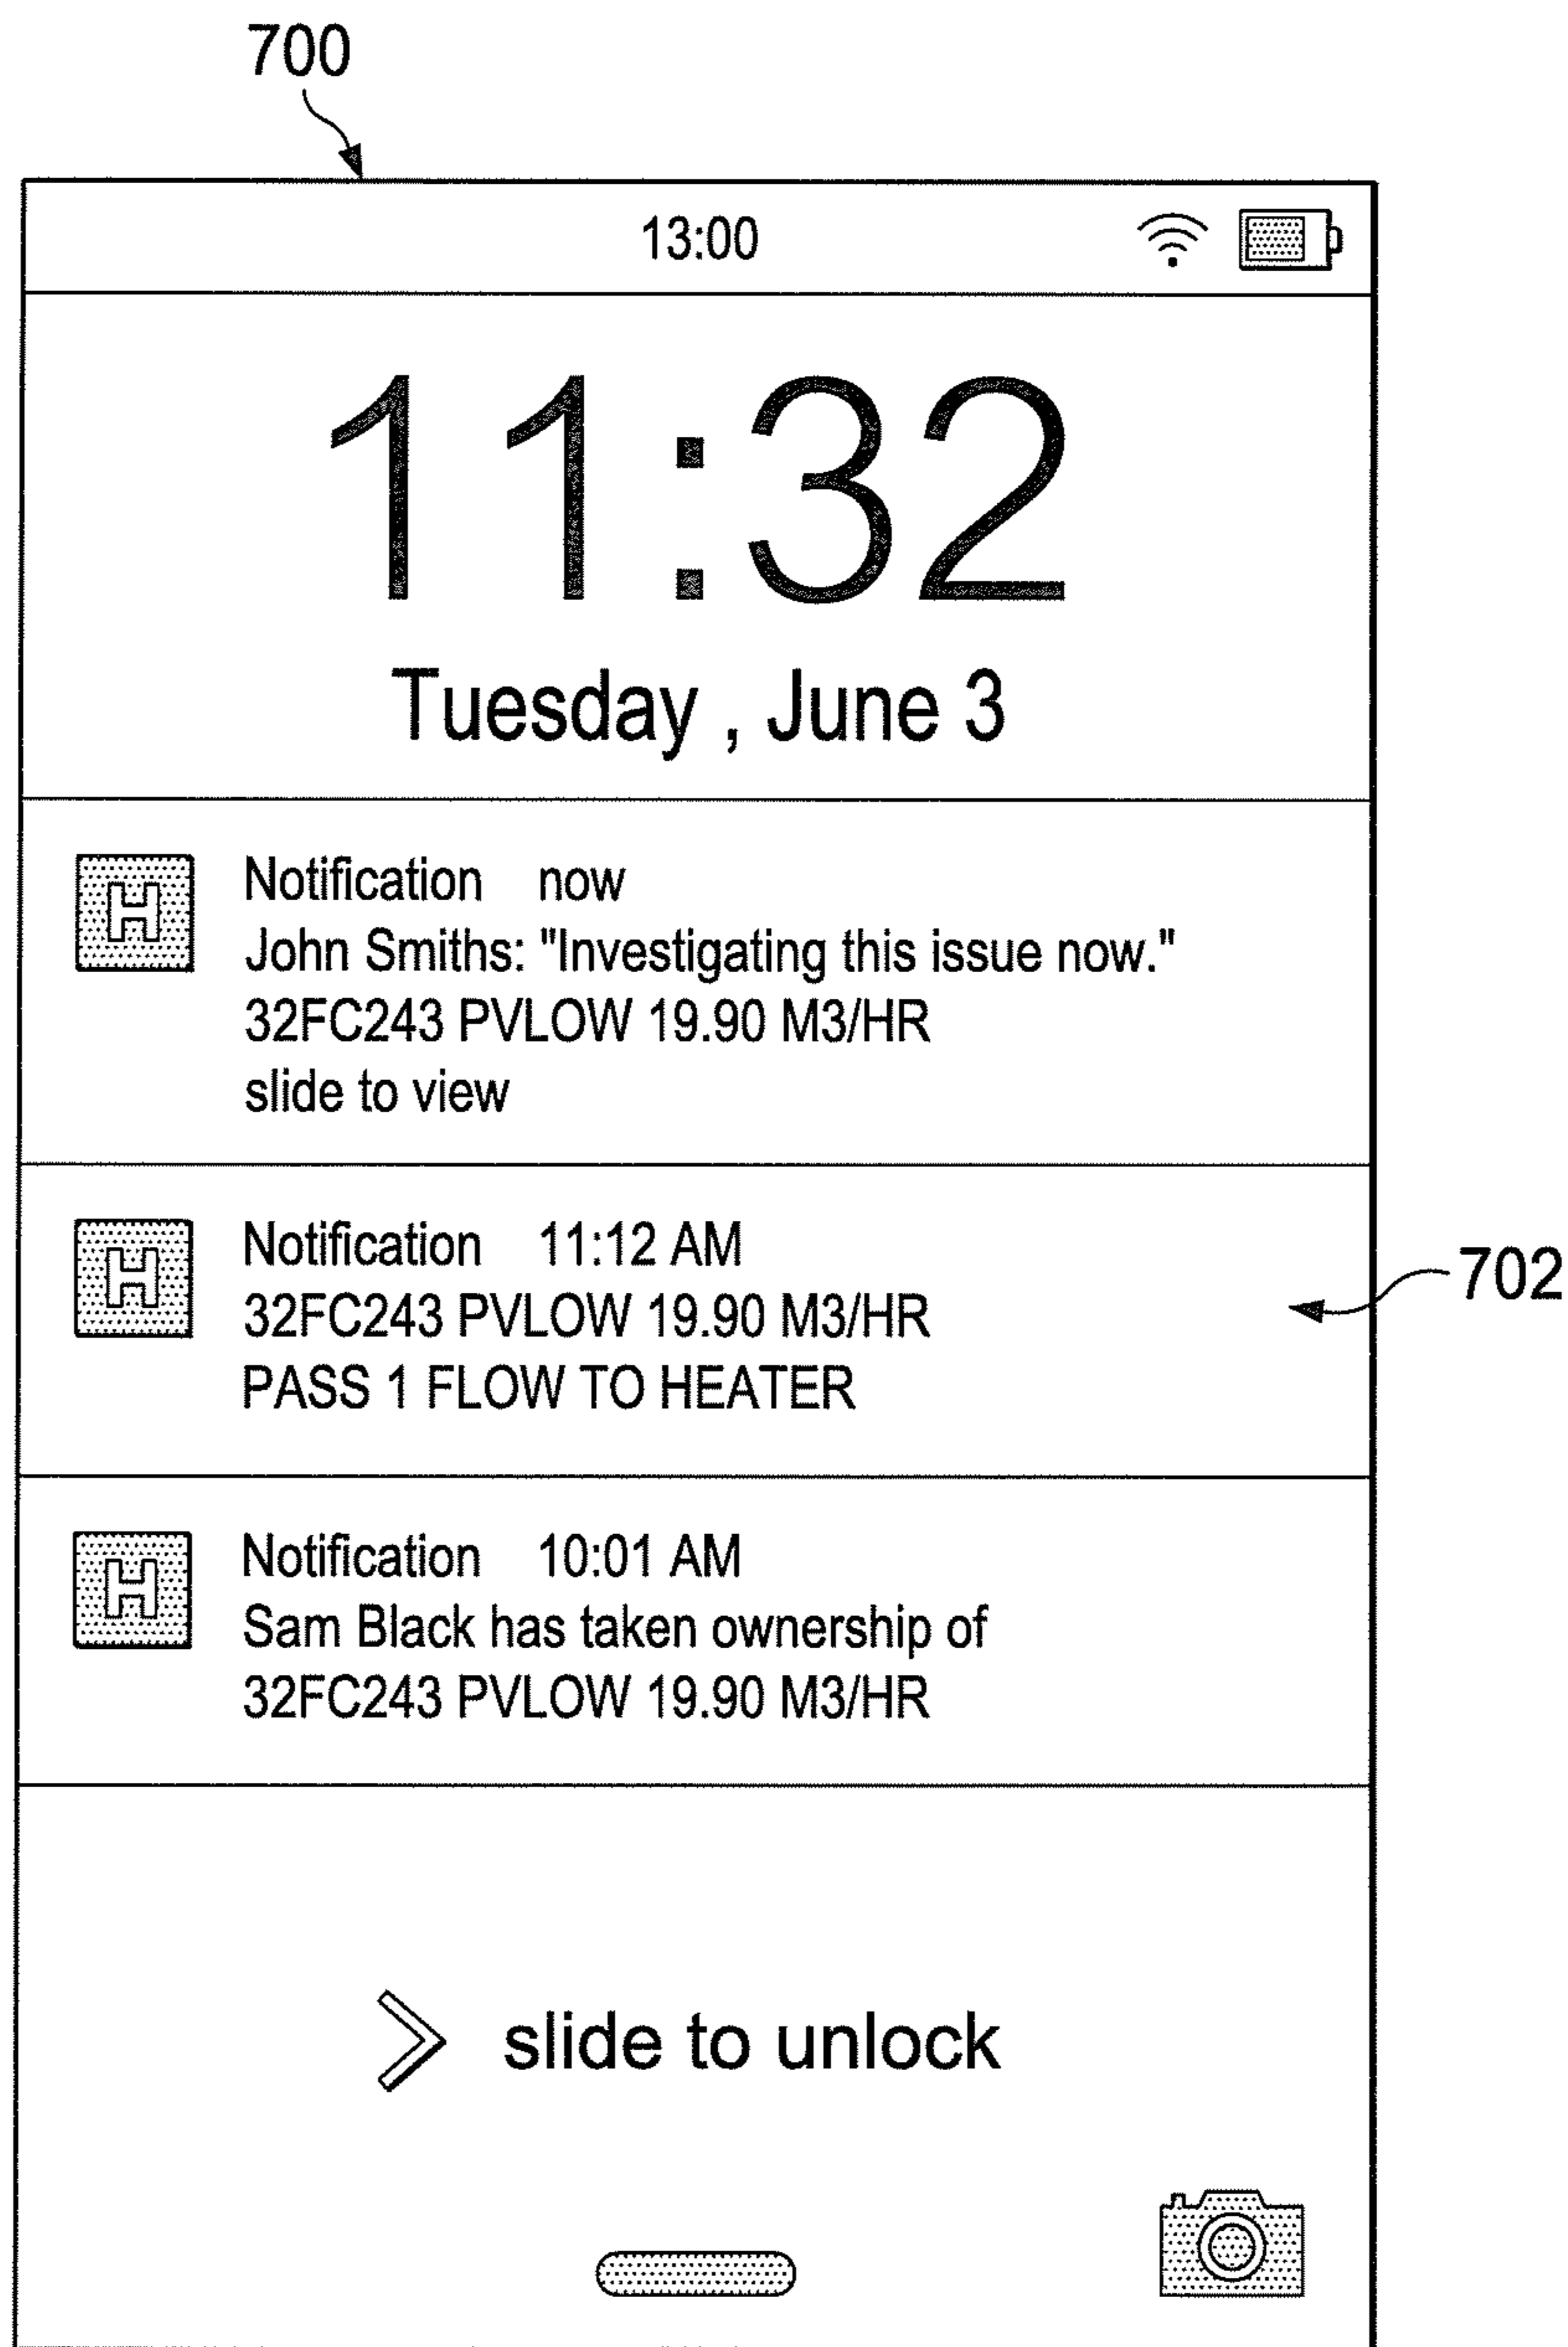 700
13:00
11:32
Tuesday , June 3
H Notification now
John Smiths: "Investigating this issue now."
32FC243 PVLOW 19.90 M3/HR
slide to view
H Notification 11:12 AM
32FC243 PVLOW 19.90 M3/HR
702
PASS 1 FLOW TO HEATER
H Notification 10:01 AM
Sam Black has taken ownership of
32FC243 PVLOW 19.90 M3/HR
slide to unlock